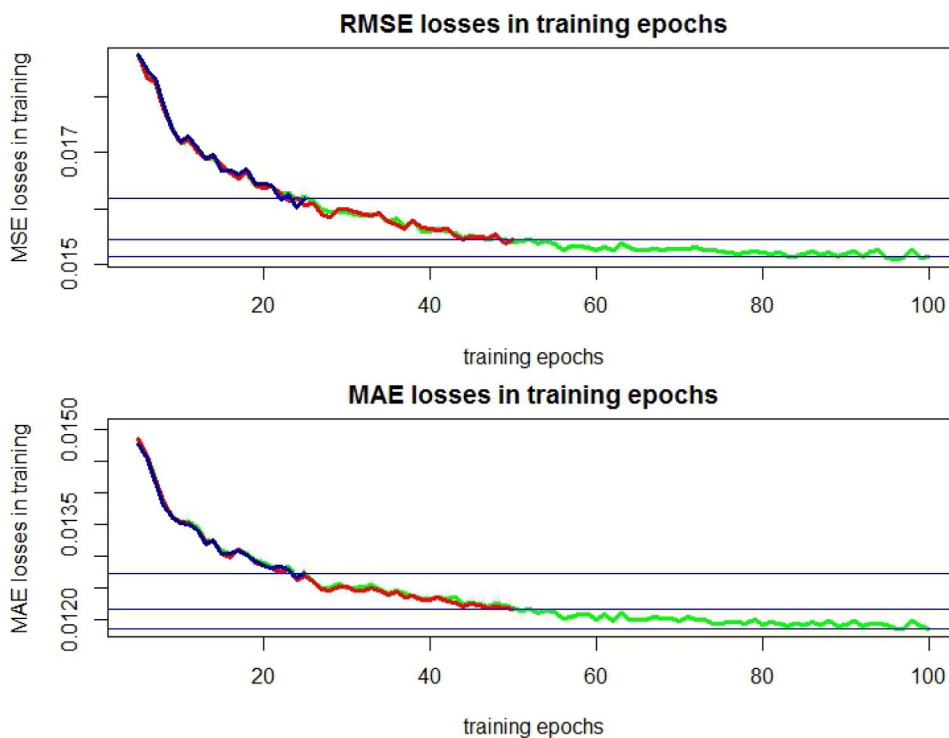 RMSE losses in training epochs
MSE losses in training
0.017
0.015
20 40 60 80 100
training epochs
MAE losses in training epochs
MAE losses in training
0.0150
0.0135
0.0120
20 40 60 80 100
training epochs